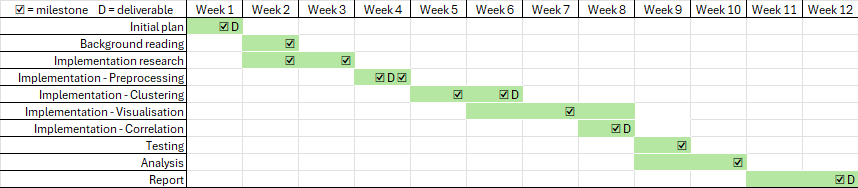 ☑ = milestone D = deliverable Week 1 Week 2 Week 3 Week 4 Week 5 Week 6 Week 7 Week 8 Week 9 Week 10 Week 11 Week 12
Initial plan ☑ D
Background reading ☑
Implementation research ☑ ☑
Implementation - Preprocessing ☑ D ☑
Implementation - Clustering ☑ ☑ D
Implementation - Visualisation ☑
Implementation - Correlation ☑ D
Testing ☑
Analysis ☑
Report ☑ D